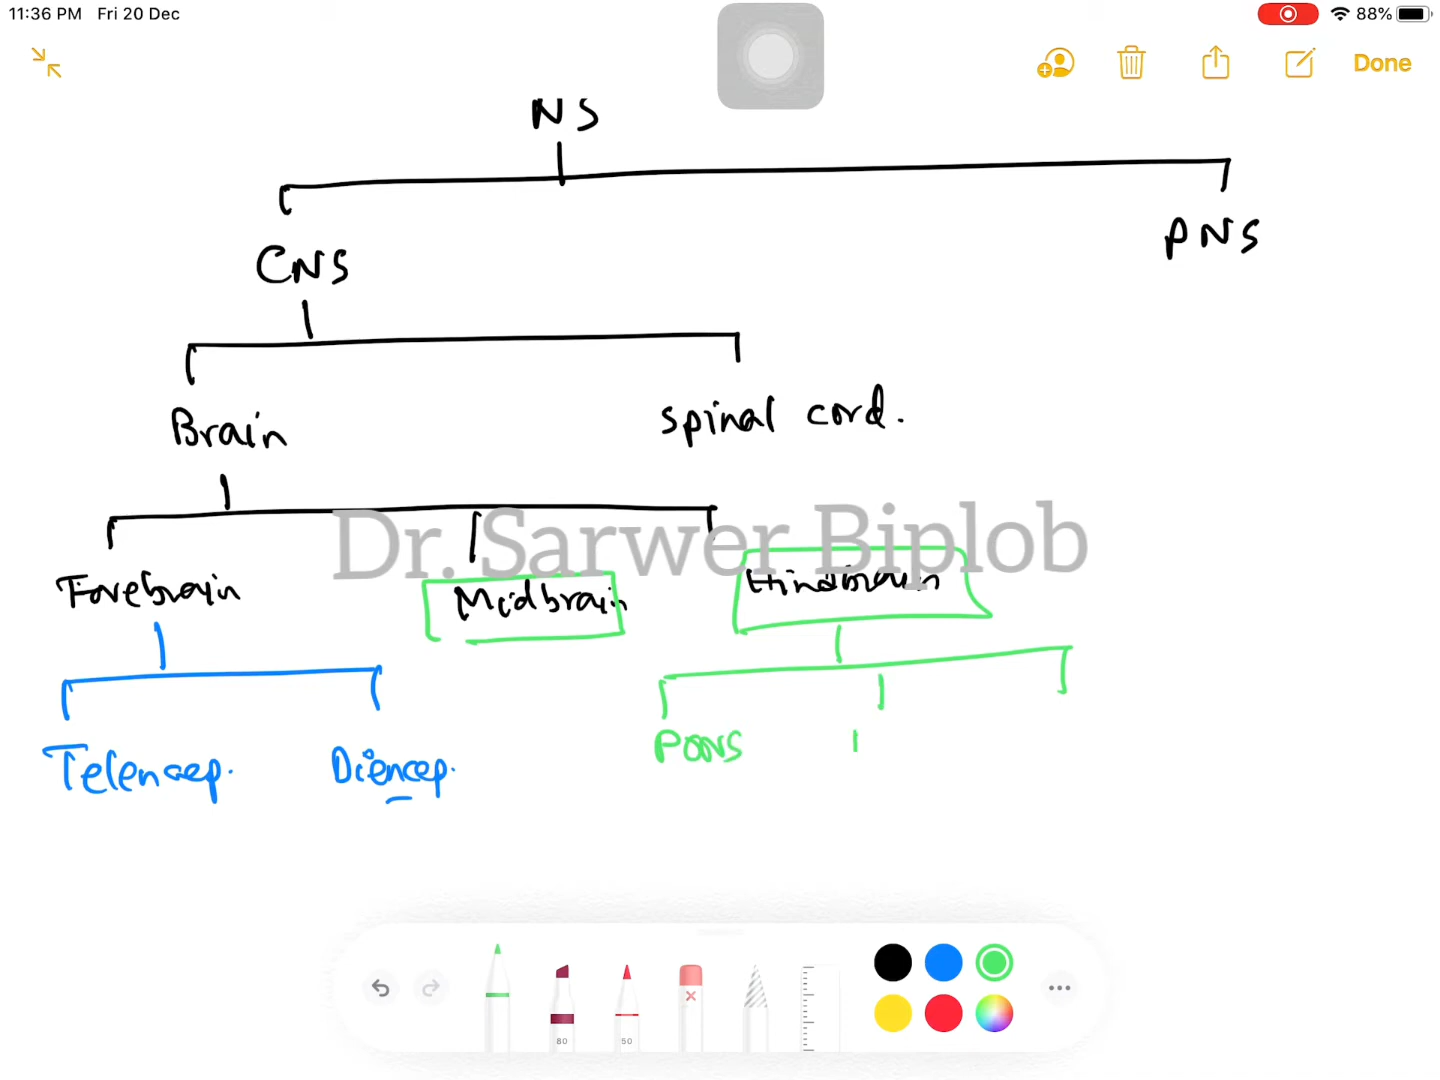 11:36 PM Fri 20 Dec 88%
Done
NS
CNS PNS
Brain Spinal cord.
Dr. Sarwer Biplob
Forebrain Midbrain Hindbrain
Telencep. Diencep. PONS
80 50